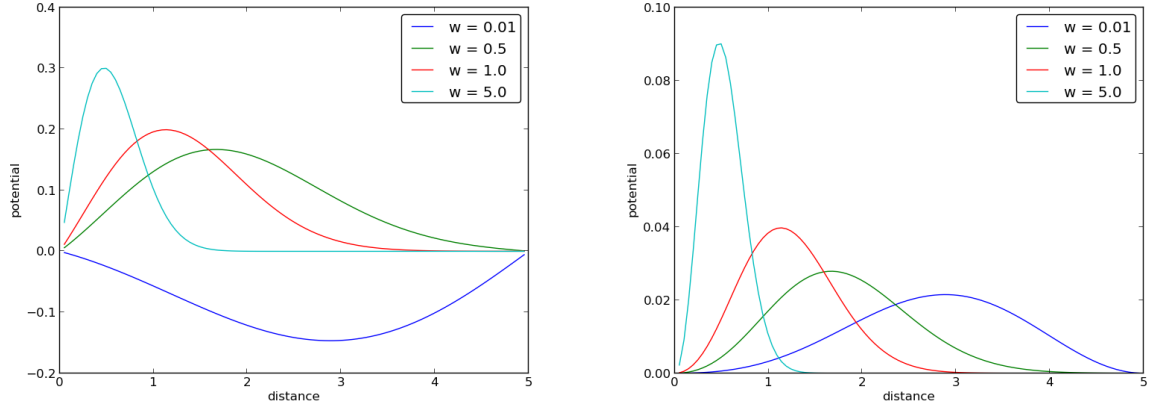 0.4
0.3
0.2
0.1
0.0
−0.1
−0.2
0
1
2
3
4
5
potential
distance
w = 0.01
w = 0.5
w = 1.0
w = 5.0
0.10
0.08
0.06
0.04
0.02
0.00
0
1
2
3
4
5
potential
distance
w = 0.01
w = 0.5
w = 1.0
w = 5.0